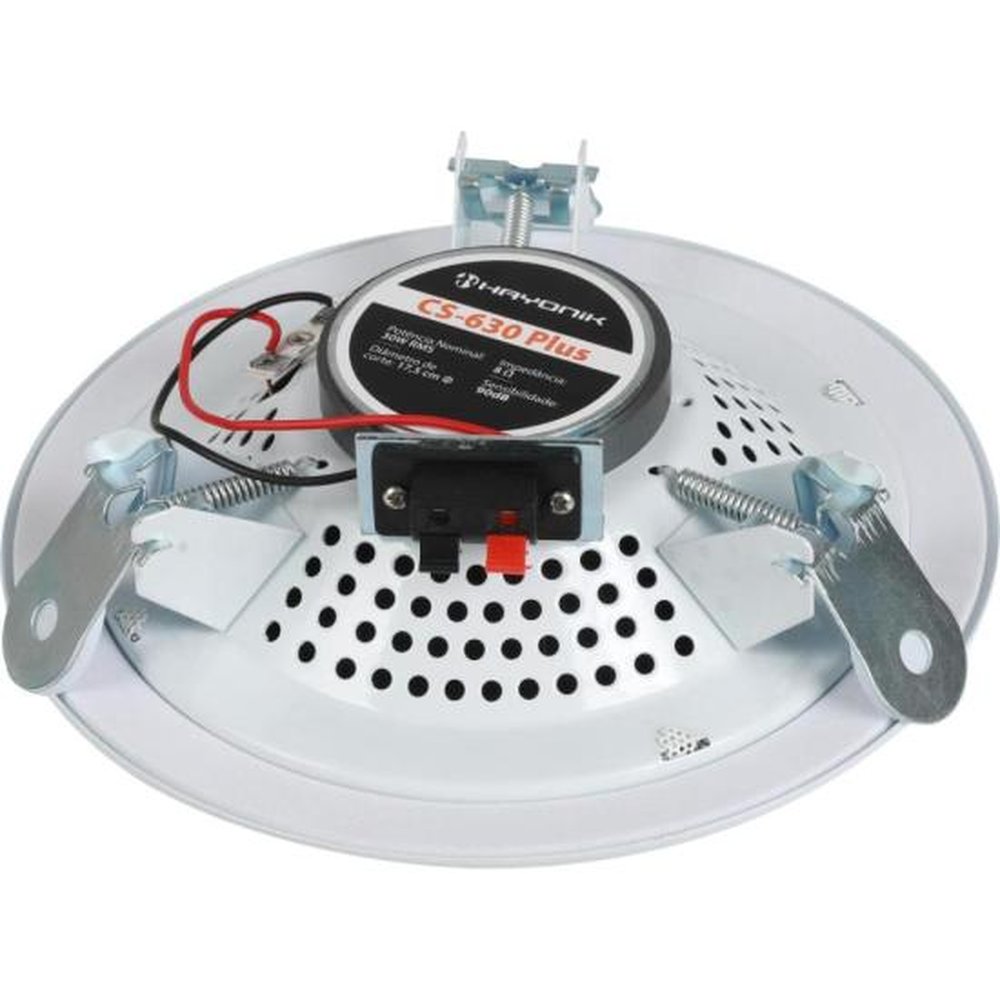 HAYONIK
CS-630 Plus
Potência Nominal:
30W RMS
Diâmetro de
corte: 17,5 cm Ø
Impedância:
8 Ω
Sensibilidade:
90dB